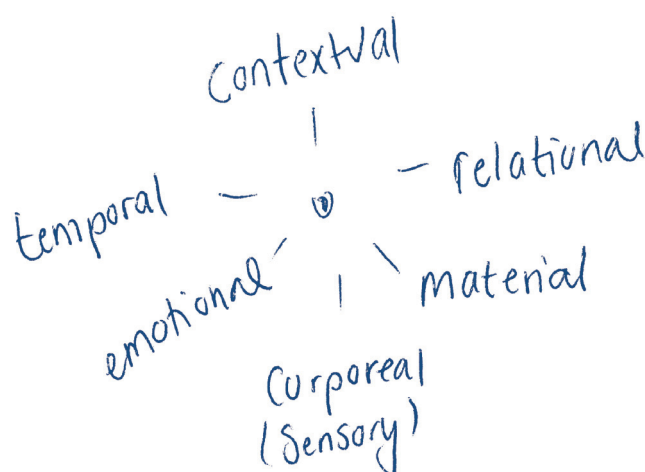 contextual
relational
temporal
emotional
material
Corporeal
(Sensory)